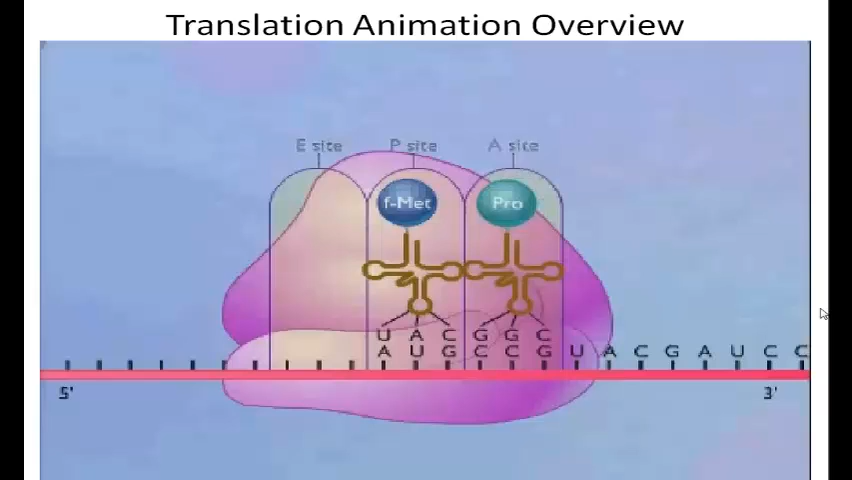 Translation Animation Overview
E site P site A site
f-Met Pro
U A C G G C
A U G C C G U A C G A U C C
5' 3'